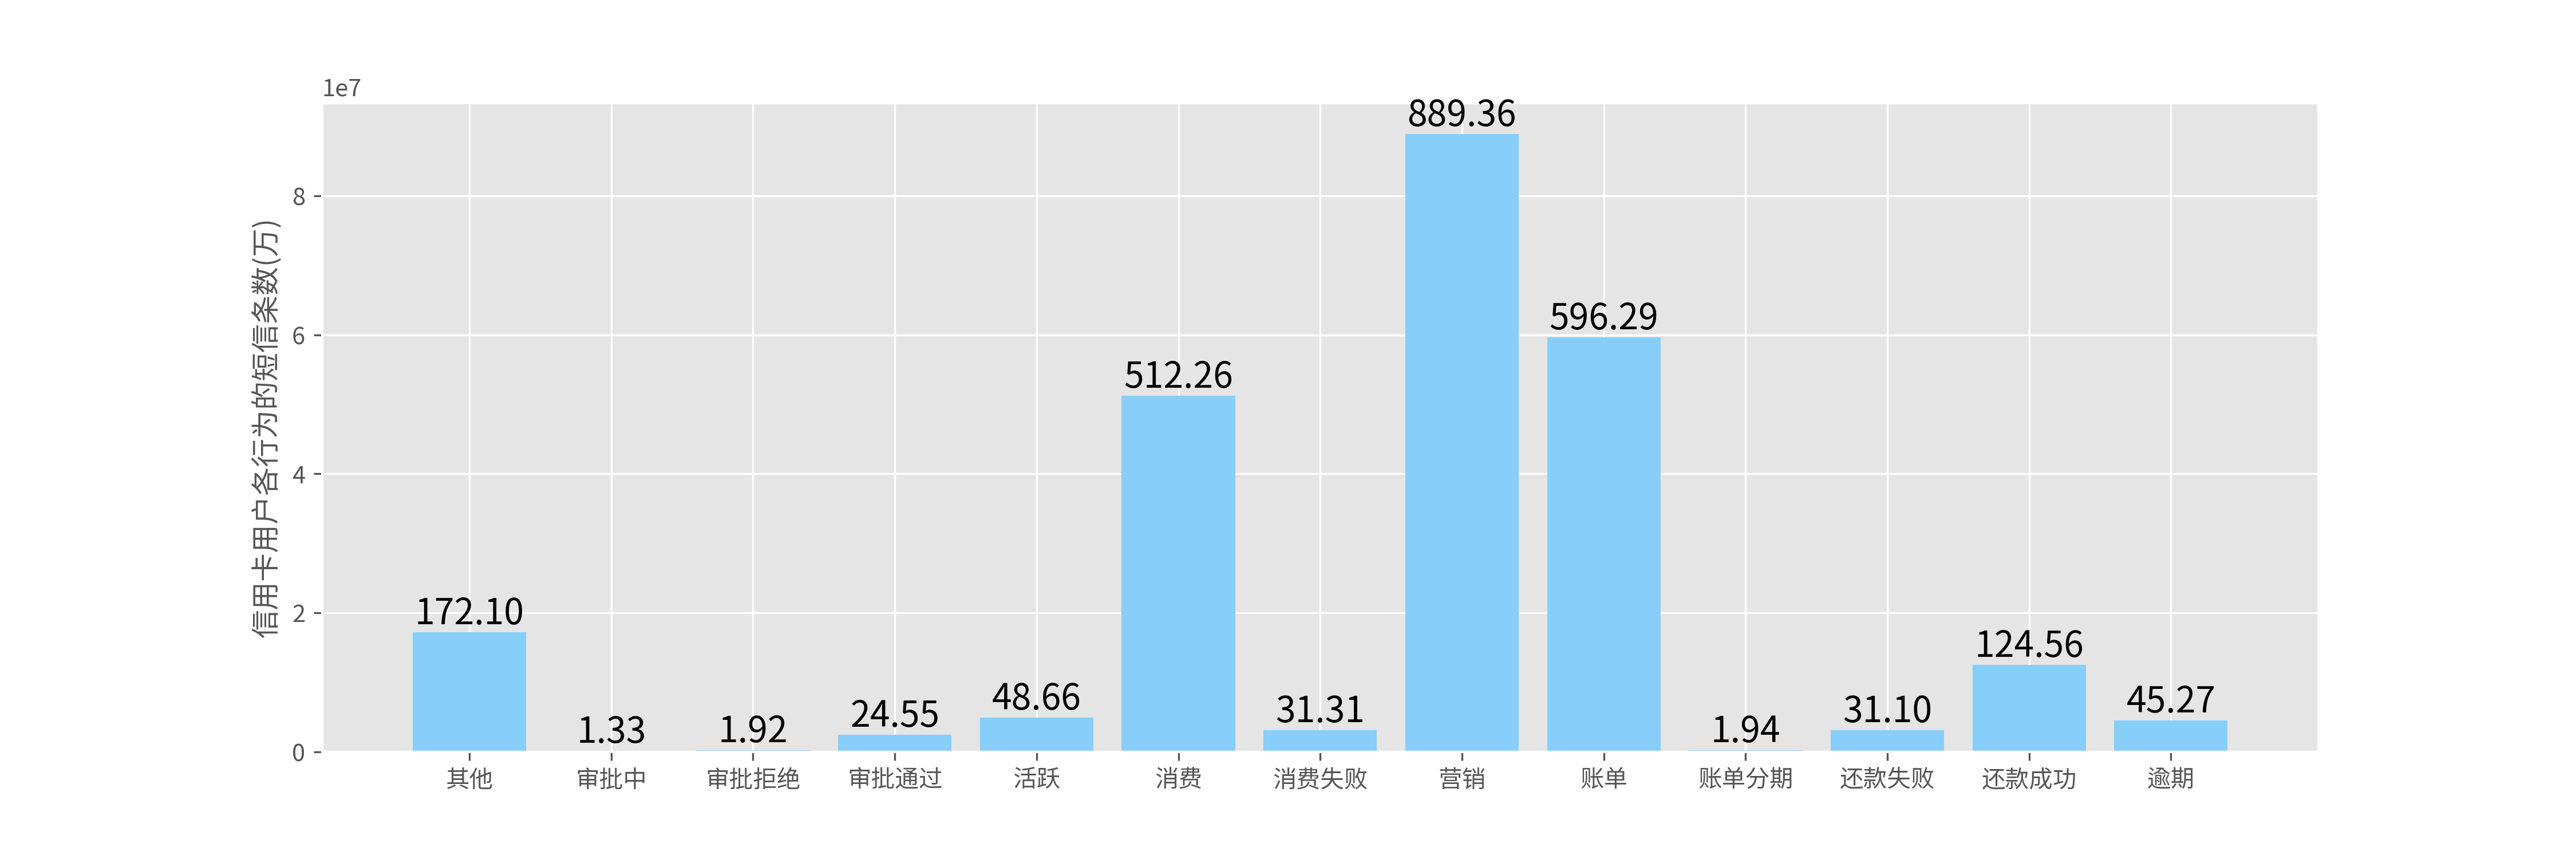 1e7
信用卡用户各行为的短信条数(万)
8
6
4
2
0
172.10
1.33
1.92
24.55
48.66
512.26
31.31
889.36
596.29
1.94
31.10
124.56
45.27
其他
审批中
审批拒绝
审批通过
活跃
消费
消费失败
营销
账单
账单分期
还款失败
还款成功
逾期